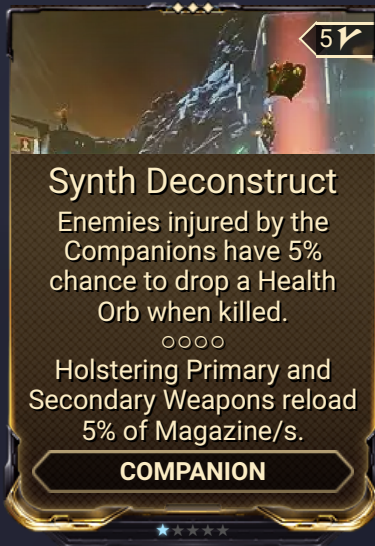 5
Synth Deconstruct
Enemies injured by the
Companions have 5%
chance to drop a Health
Orb when killed.
Holstering Primary and
Secondary Weapons reload
5% of Magazine/s.
COMPANION